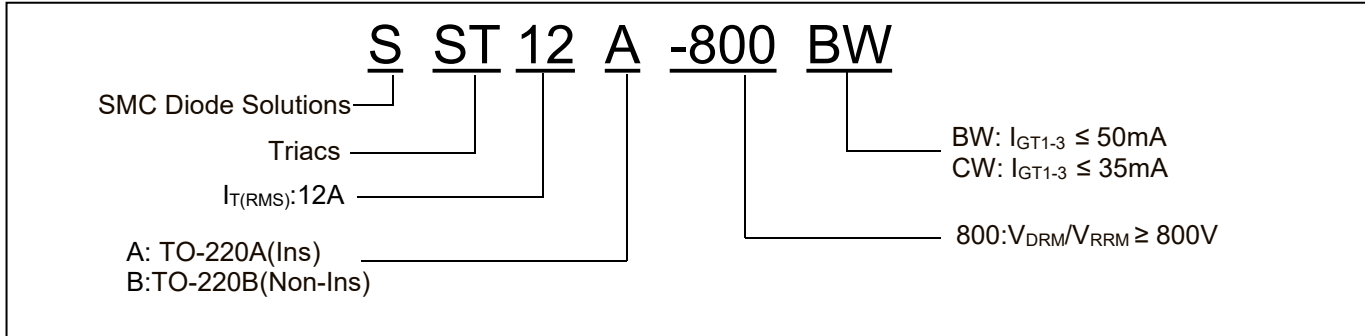 S ST 12 A -800 BW
SMC Diode Solutions
Triacs
IT(RMS):12A
A: TO-220A(Ins)
B:TO-220B(Non-Ins)
BW: IGT1-3 ≤ 50mA
CW: IGT1-3 ≤ 35mA
800:VDRM/VRRM ≥ 800V